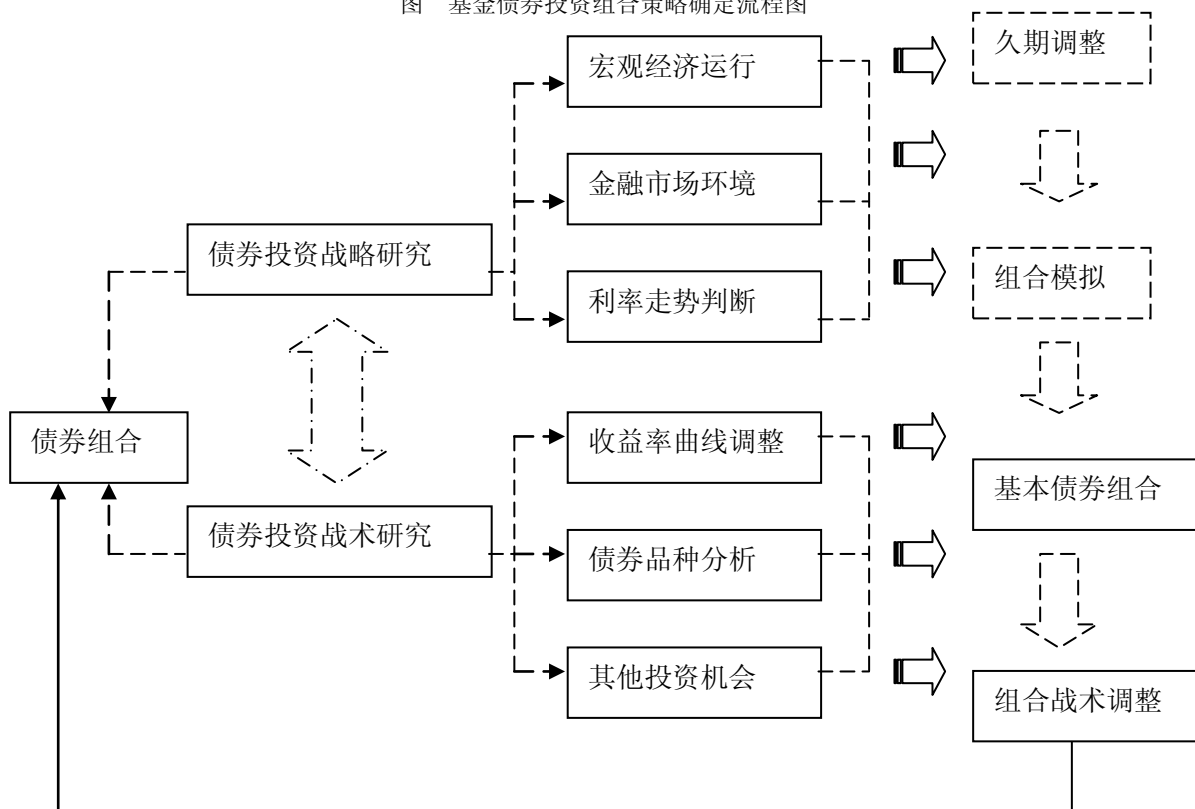 图 基金债券投资组合策略确定流程图
宏观经济运行
久期调整
金融市场环境
债券投资战略研究
利率走势判断
组合模拟
债券组合
收益率曲线调整
基本债券组合
债券投资战术研究
债券品种分析
其他投资机会
组合战术调整